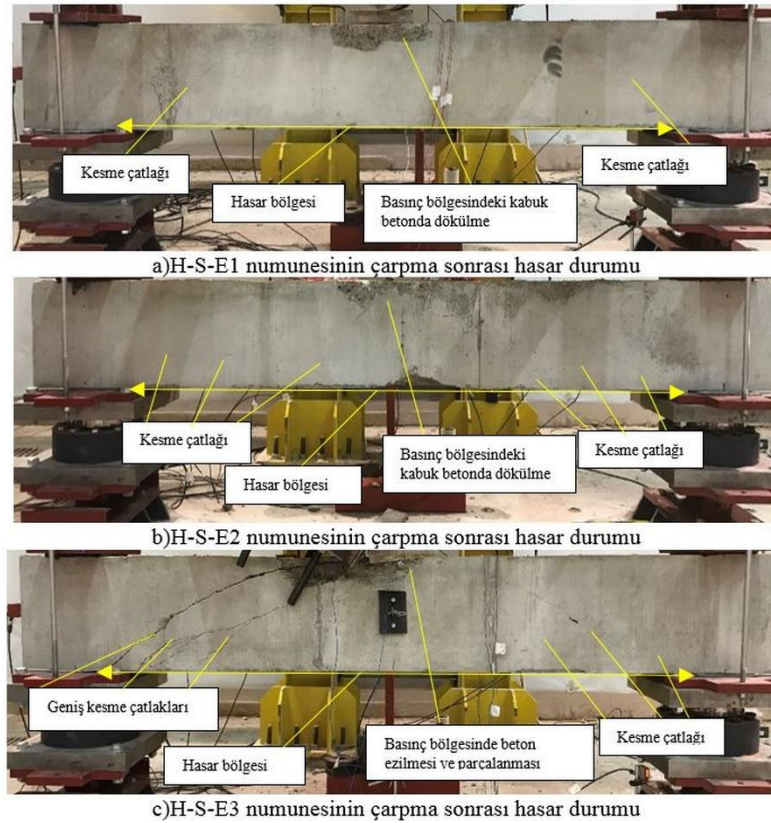 Kesme çatlağı
Kesme çatlağı
Hasar bölgesi
Basınç bölgesindeki kabuk
betonda dökülme
a)H-S-E1 numunesinin çarpma sonrası hasar durumu
Kesme çatlağı
Kesme çatlağı
Basınç bölgesindeki
kabuk betonda dökülme
Hasar bölgesi
b)H-S-E2 numunesinin çarpma sonrası hasar durumu
Geniş kesme çatlakları
Kesme çatlağı
Hasar bölgesi
Basınç bölgesinde beton
ezilmesi ve parçalanması
c)H-S-E3 numunesinin çarpma sonrası hasar durumu